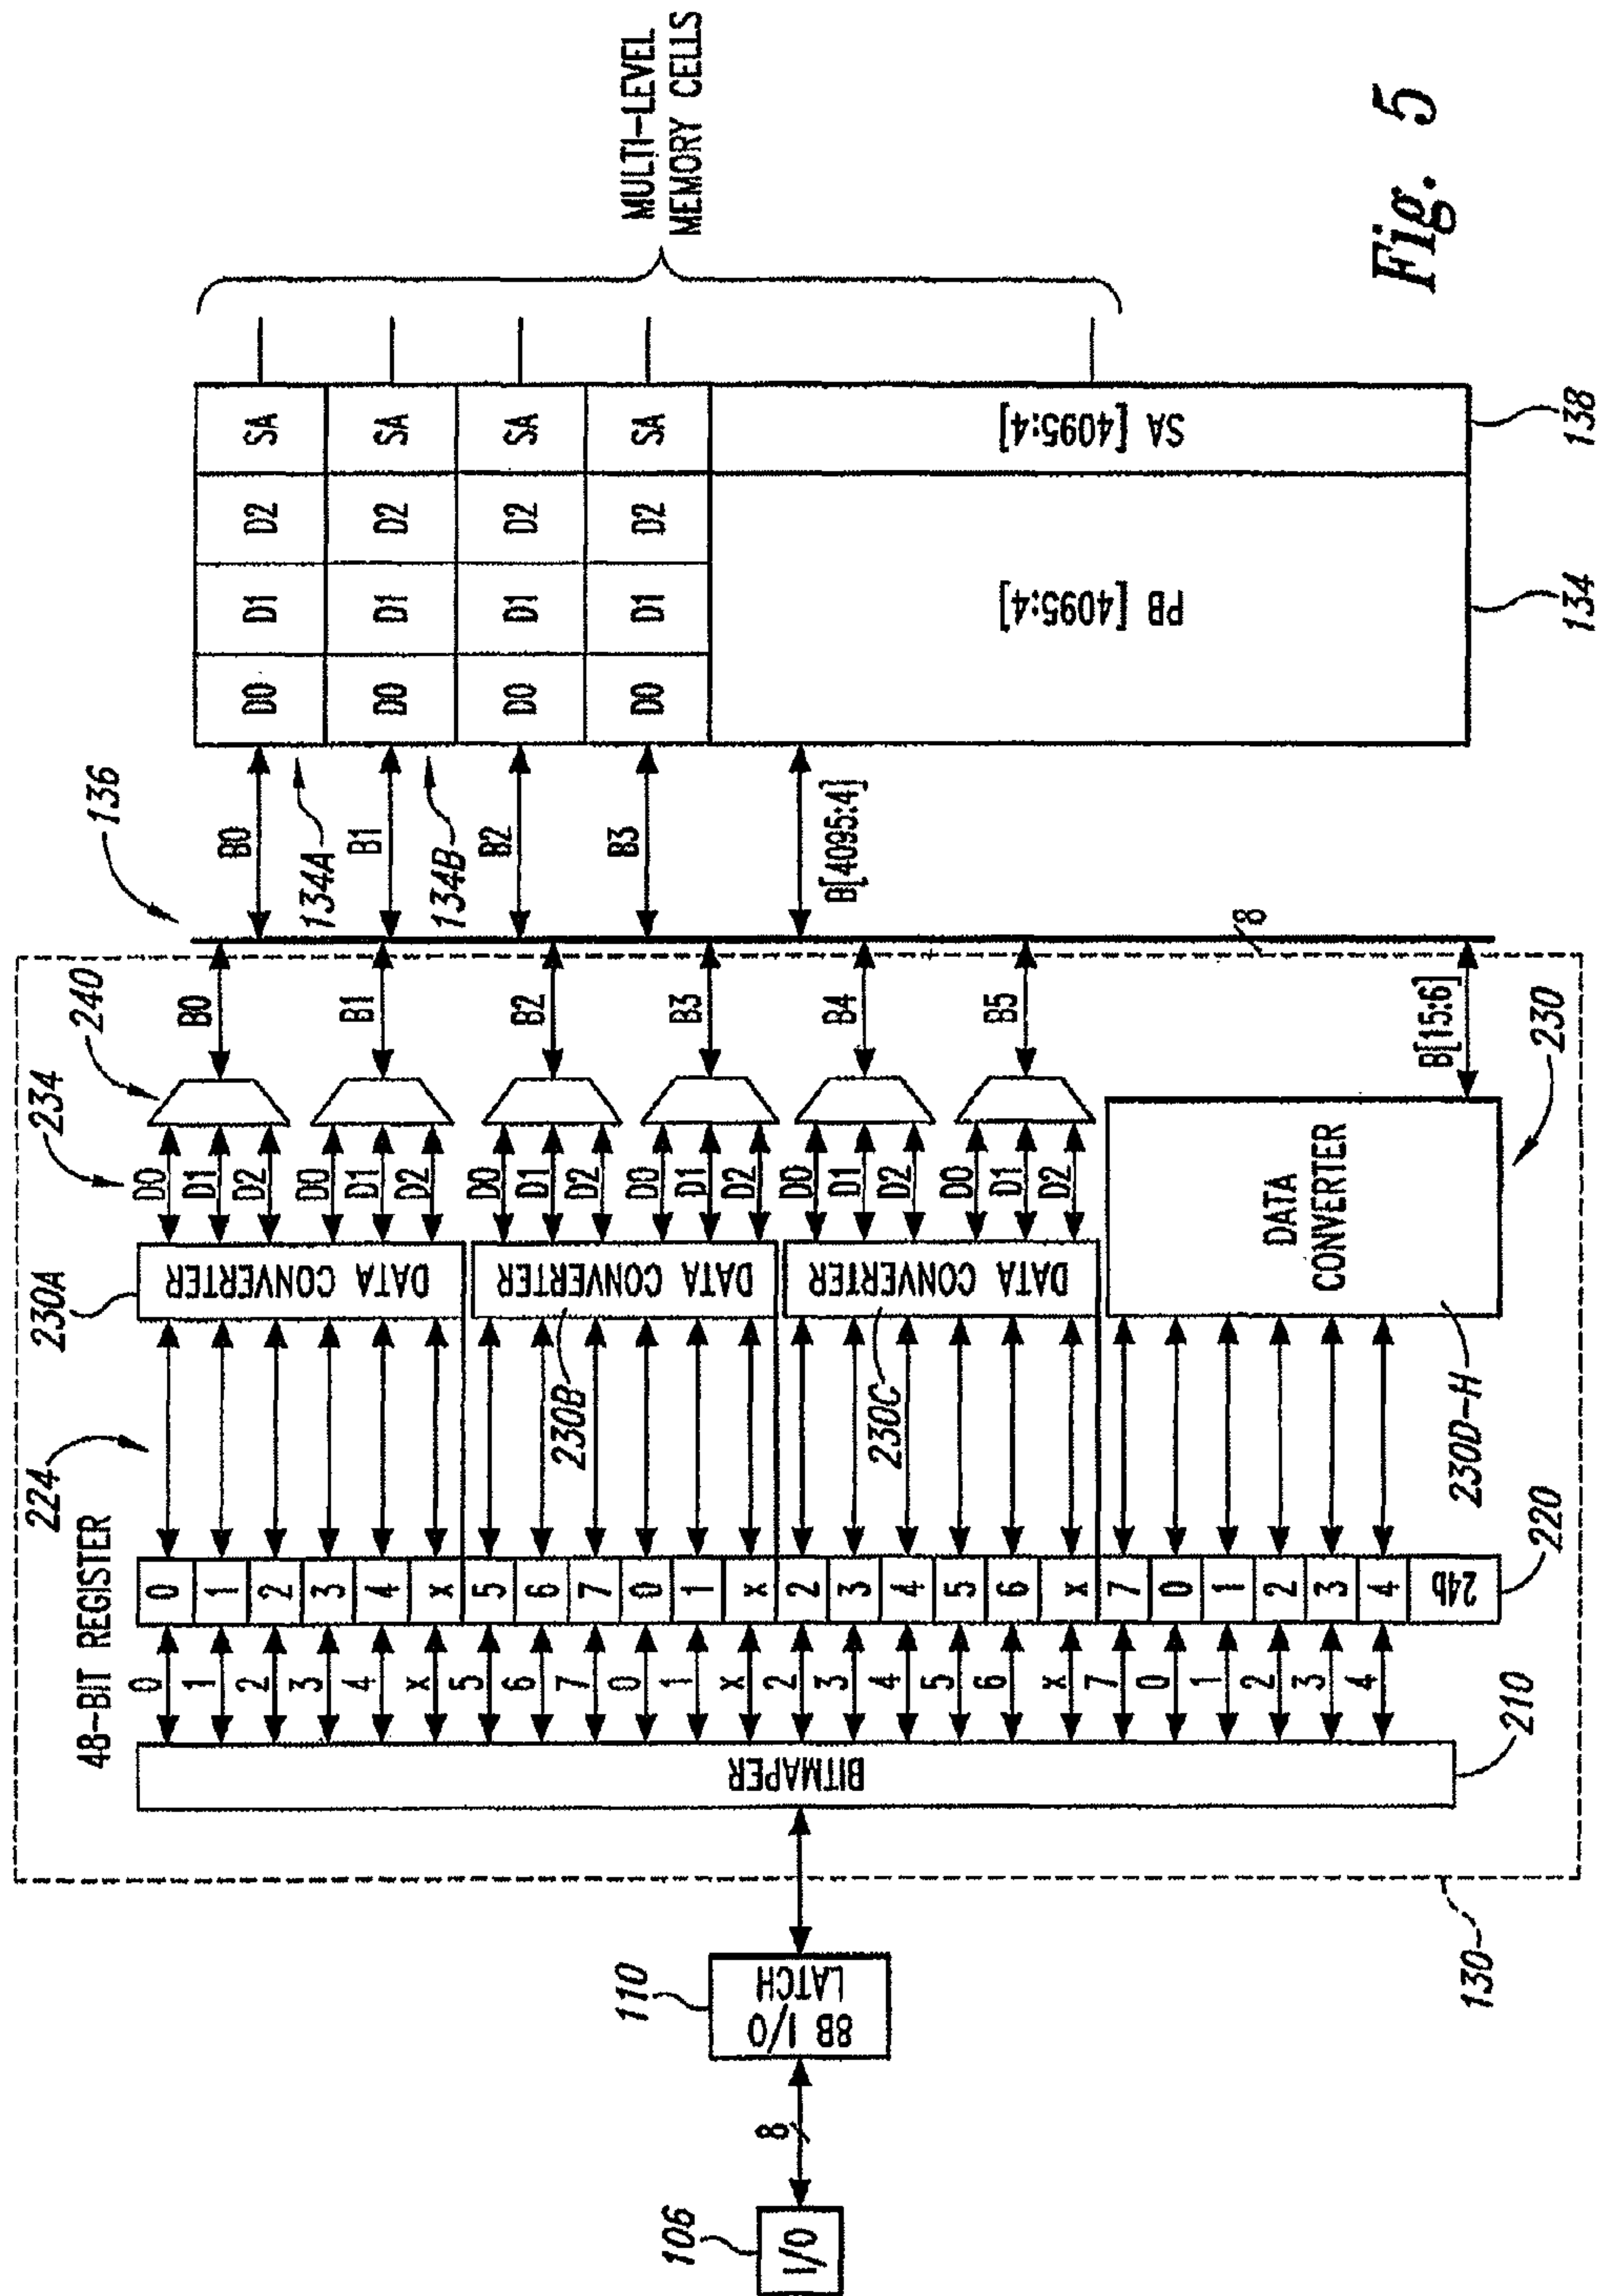 Fig. 5
106
I/O
8
110
8B I/O
LATCH
130
BITMAPER
210
48-BIT REGISTER
0
1
2
3
4
x
5
6
7
0
1
x
2
3
4
5
6
x
7
0
1
2
3
4
0
1
2
3
4
x
5
6
7
0
1
x
2
3
4
5
6
x
7
0
1
2
3
4
24b
220
224
230A
DATA CONVERTER
DATA CONVERTER
230B
DATA CONVERTER
230C
DATA
CONVERTER
230D-H
230
234
D0
D1
D2
D0
D1
D2
D0
D1
D2
D0
D1
D2
D0
D1
D2
D0
D1
D2
240
B0
B1
B2
B3
B4
B5
B[15:6]
136
8
B0
134A
B1
134B
B2
B3
B[4095:4]
D0 D1 D2 SA
D0 D1 D2 SA
D0 D1 D2 SA
D0 D1 D2 SA
PB [4095:4]
SA [4095:4]
134
138
MULTI-LEVEL
MEMORY CELLS